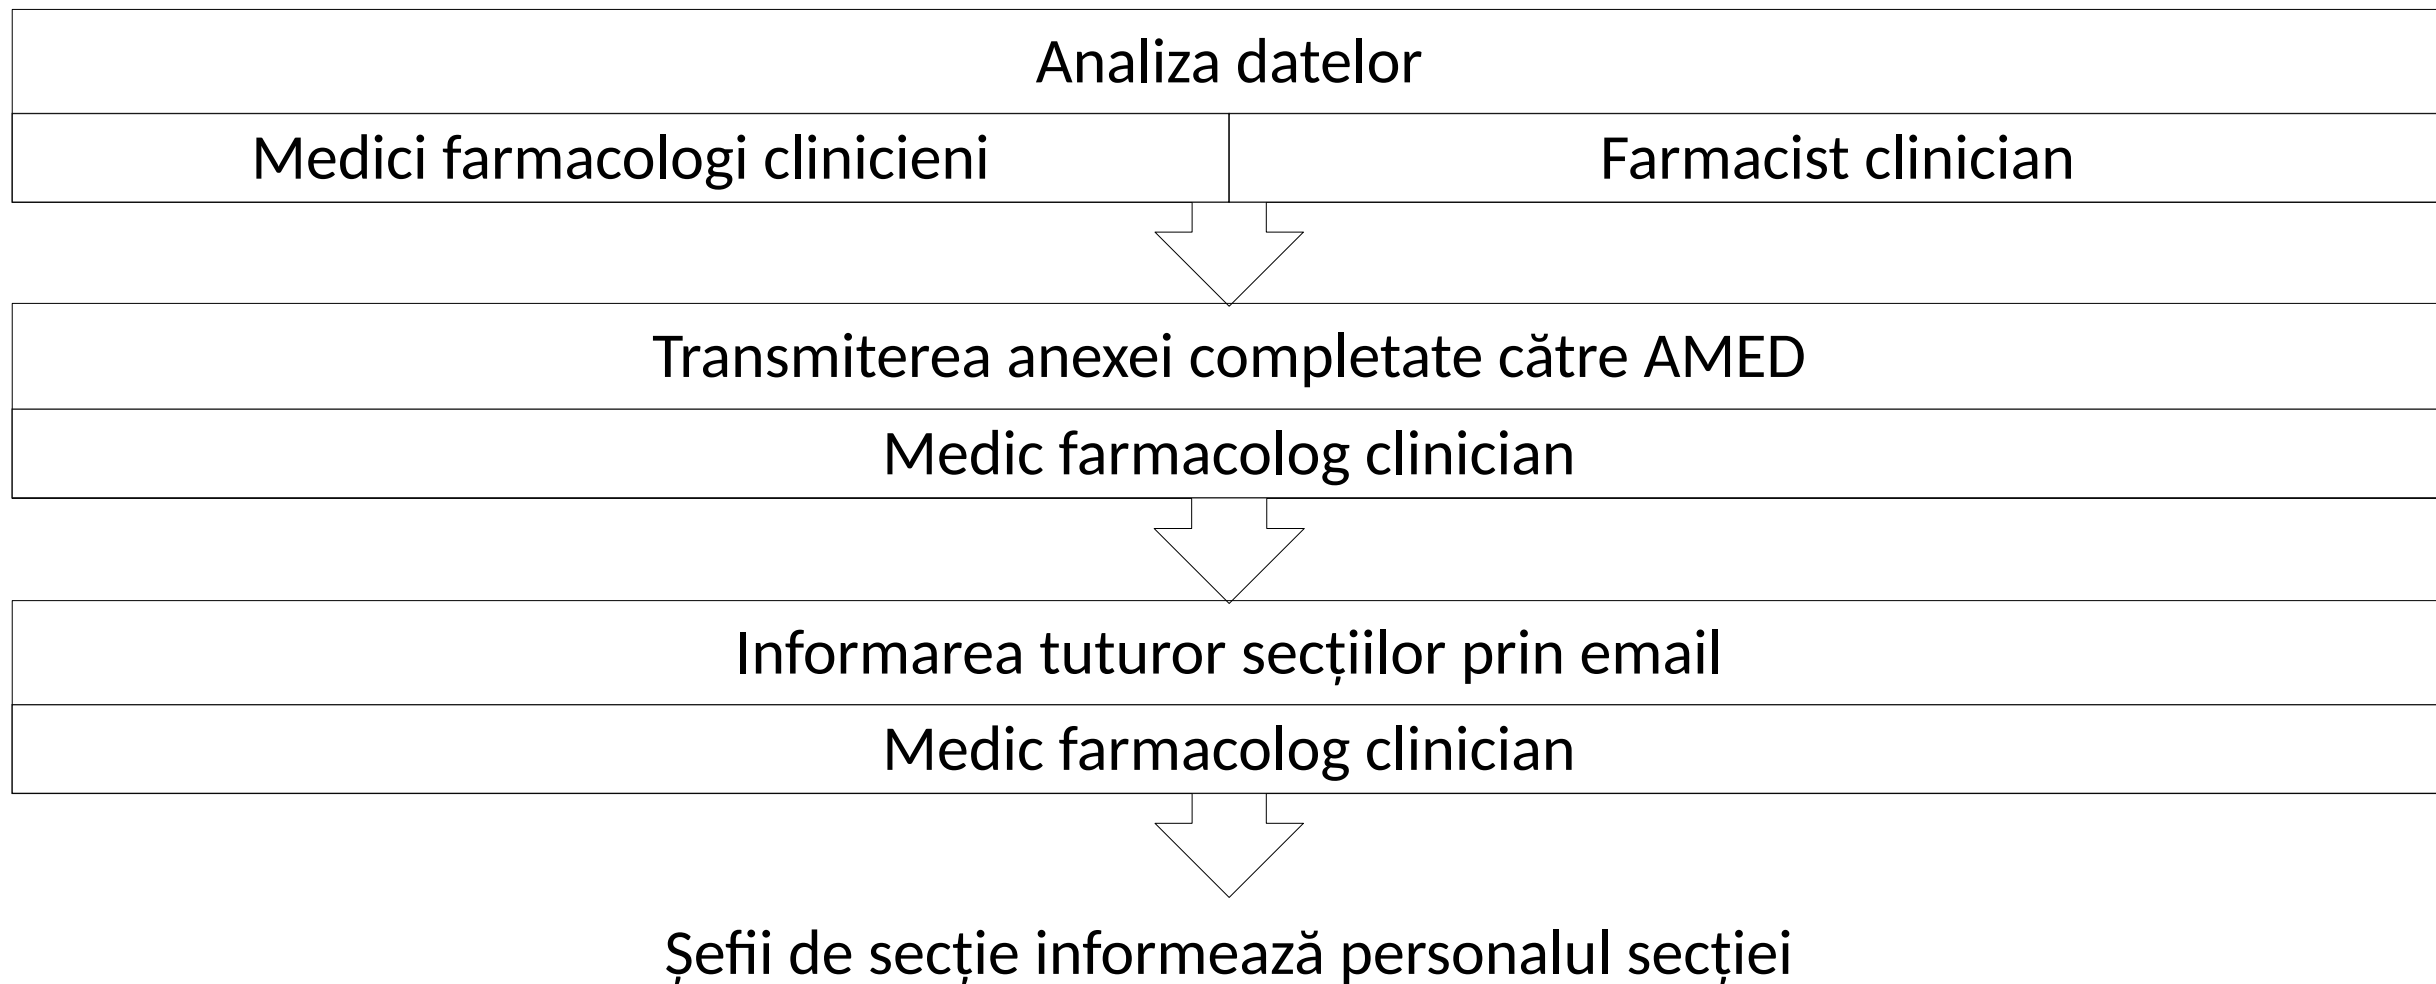 Analiza datelor
Medici farmacologi clinicieni
Farmacist clinician
Transmiterea anexei completate către AMED
Medic farmacolog clinician
Informarea tuturor secțiilor prin email
Medic farmacolog clinician
Șefii de secție informează personalul secției